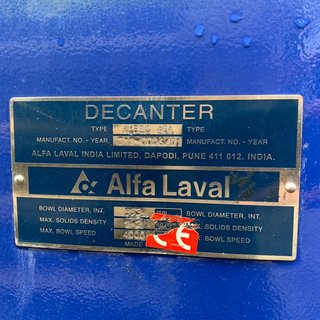 DECANTER
TYPE TYPE
MANUFACT. NO. - YEAR MANUFACT. NO. - YEAR
ALFA LAVAL INDIA LIMITED, DAPODI, PUNE 411 012. INDIA.
Alfa Laval
BOWL DIAMETER, INT. BOWL DIAMETER, INT.
MAX. SOLIDS DENSITY MAX. SOLIDS DENSITY
MAX. BOWL SPEED MAX. BOWL SPEED
MADE
CE